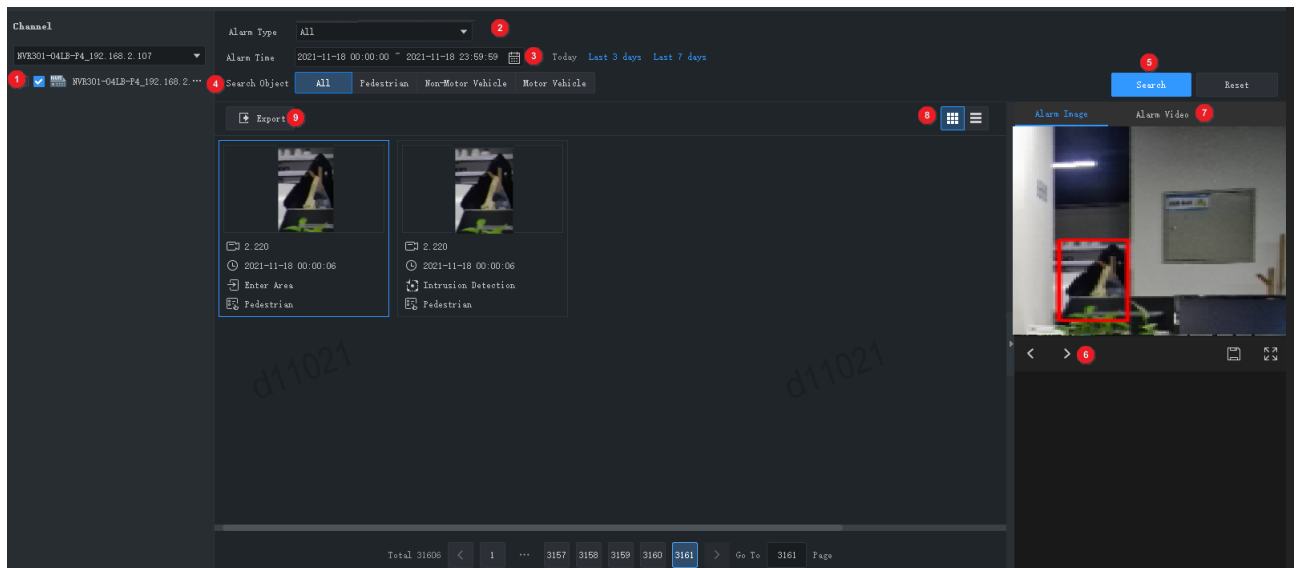 Channel
NVR301-04LB-P4_192.168.2.107
1 NVR301-04LB-P4_192.168.2.···
Alarm Type All 2
Alarm Time 2021-11-18 00:00:00 ~ 2021-11-18 23:59:59 3 Today Last 3 days Last 7 days
4 Search Object All Pedestrian Non-Motor Vehicle Motor Vehicle
5
Search Reset
Export 9
8
Alarm Image Alarm Video 7
2.220
2021-11-18 00:00:06
Enter Area
Pedestrian
2.220
2021-11-18 00:00:06
Intrusion Detection
Pedestrian
6
d11021
d11021
Total 31606 < 1 ··· 3157 3158 3159 3160 3161 > Go To 3161 Page